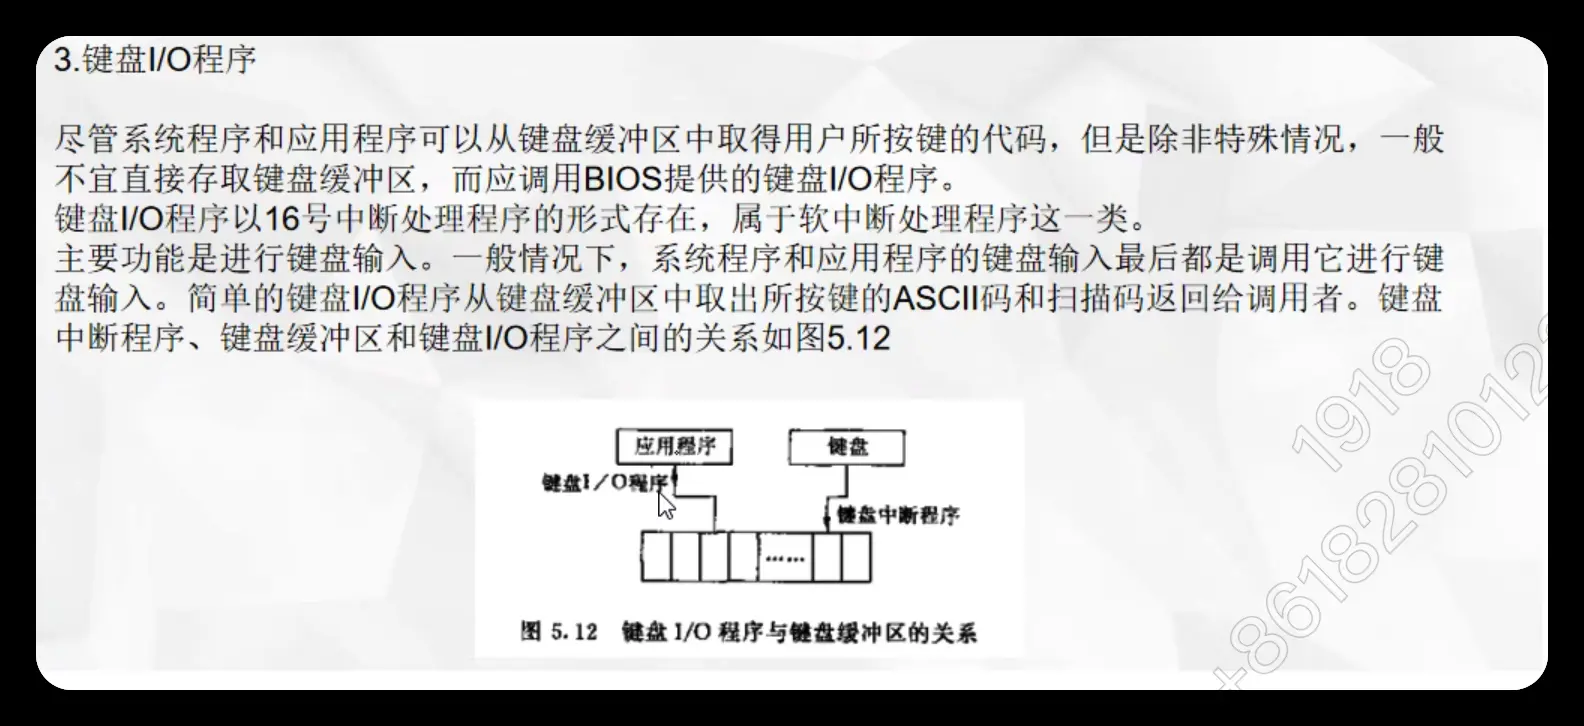 3.键盘I/O程序
尽管系统程序和应用程序可以从键盘缓冲区中取得用户所按键的代码，但是除非特殊情况，一般
不宜直接存取键盘缓冲区，而应调用BIOS提供的键盘I/O程序。
键盘I/O程序以16号中断处理程序的形式存在，属于软中断处理程序这一类。
主要功能是进行键盘输入。一般情况下，系统程序和应用程序的键盘输入最后都是调用它进行键
盘输入。简单的键盘I/O程序从键盘缓冲区中取出所按键的ASCII码和扫描码返回给调用者。键盘
中断程序、键盘缓冲区和键盘I/O程序之间的关系如图5.12
应用程序
键盘
键盘I/O程序
键盘中断程序
……
图 5.12 键盘 I/O 程序与键盘缓冲区的关系
1918